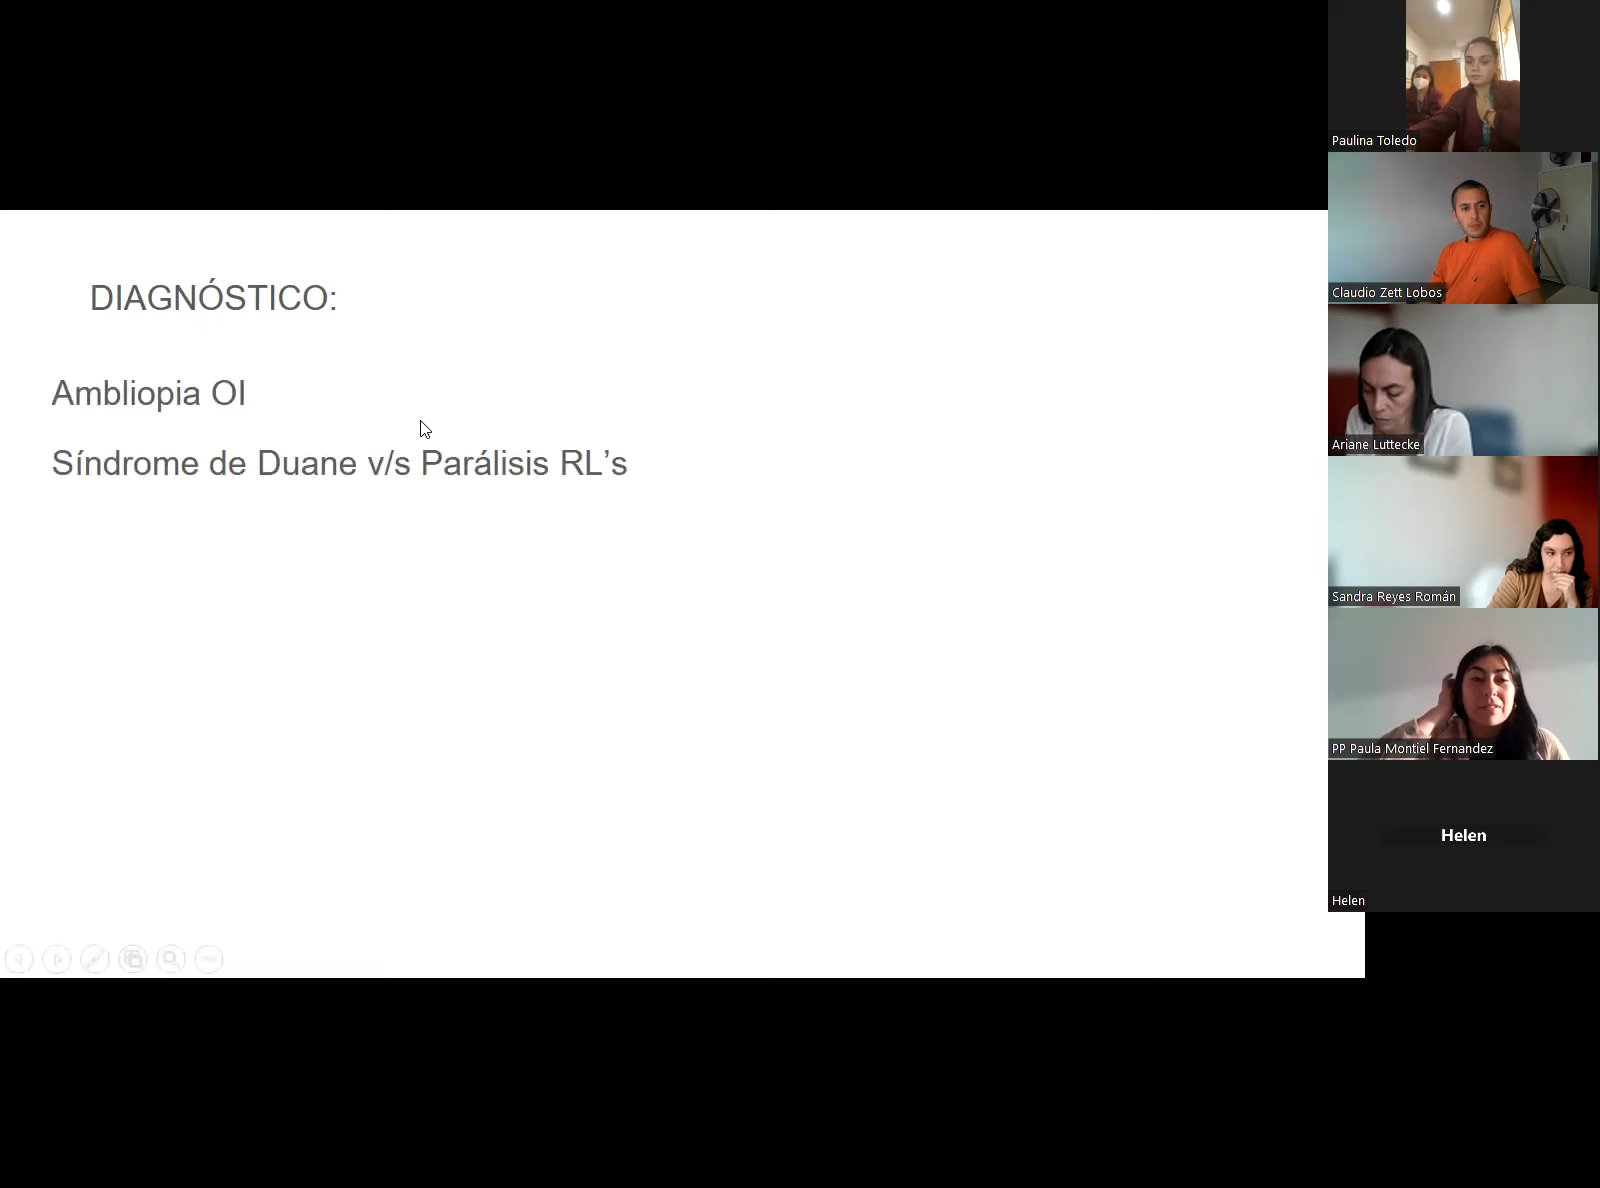 DIAGNÓSTICO:
Ambliopia OI
Síndrome de Duane v/s Parálisis RL’s
Paulina Toledo
Claudio Zett Lobos
Ariane Luttecke
Sandra Reyes Román
PP Paula Montiel Fernandez
Helen
Helen